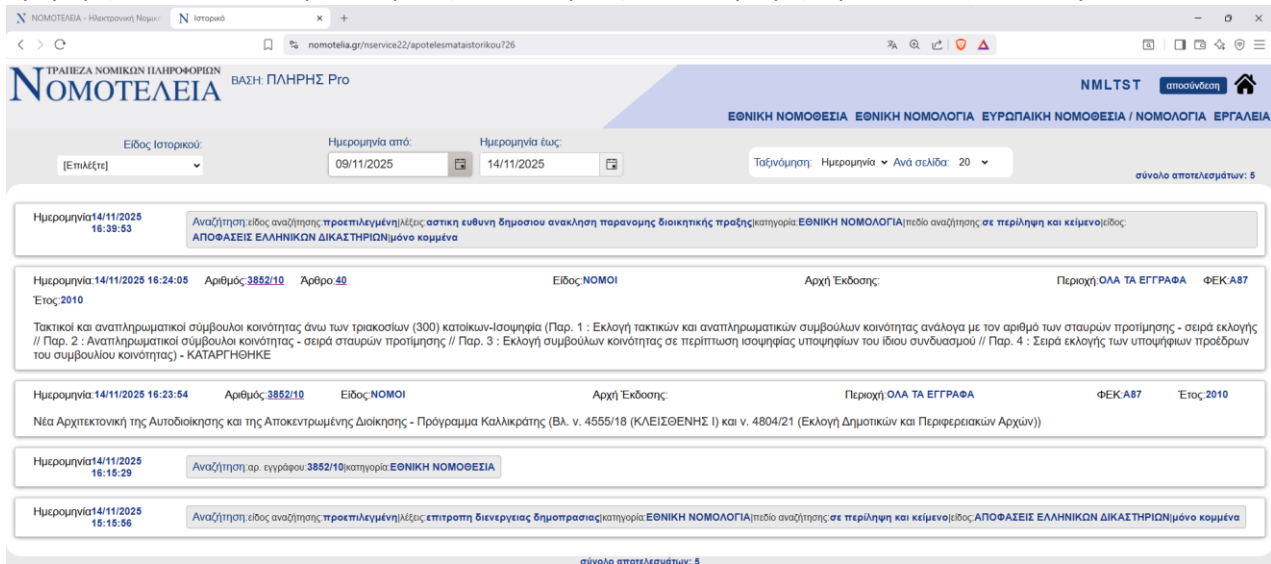 ΝΟΜΟΤΕΛΕΙΑ - Ηλεκτρονική Νομικ
Ιστορικό
nomotelia.gr/nservice22/apotelesmataistorikou?26
ΤΡΑΠΕΖΑ ΝΟΜΙΚΩΝ ΠΛΗΡΟΦΟΡΙΩΝ
ΝΟΜΟΤΕΛΕΙΑ
ΒΑΣΗ: ΠΛΗΡΗΣ Pro
NMLTST αποσύνδεση
ΕΘΝΙΚΗ ΝΟΜΟΘΕΣΙΑ ΕΘΝΙΚΗ ΝΟΜΟΛΟΓΙΑ ΕΥΡΩΠΑΙΚΗ ΝΟΜΟΘΕΣΙΑ / ΝΟΜΟΛΟΓΙΑ ΕΡΓΑΛΕΙΑ
Είδος Ιστορικού: Ημερομηνία από: Ημερομηνία έως:
[Επιλέξτε] 09/11/2025 14/11/2025 Ταξινόμηση: Ημερομηνία Ανά σελίδα: 20
σύνολο αποτελεσμάτων: 5
Ημερομηνία14/11/2025 16:39:53
Αναζήτηση:είδος αναζήτησης:προεπιλεγμένη|λέξεις:αστικη ευθυνη δημοσιου ανακληση παρανομης διοικητικής πραξης|κατηγορία:ΕΘΝΙΚΗ ΝΟΜΟΛΟΓΙΑ|πεδίο αναζήτησης:σε περίληψη και κείμενο|είδος:
ΑΠΟΦΑΣΕΙΣ ΕΛΛΗΝΙΚΩΝ ΔΙΚΑΣΤΗΡΙΩΝ|μόνο κομμένα
Ημερομηνία:14/11/2025 16:24:05 Αριθμός:3852/10 Άρθρο:40 Είδος:ΝΟΜΟΙ Αρχή Έκδοσης: Περιοχή:ΟΛΑ ΤΑ ΕΓΓΡΑΦΑ ΦΕΚ:Α87
Έτος:2010
Τακτικοί και αναπληρωματικοί σύμβουλοι κοινότητας άνω των τριακοσίων (300) κατοίκων-Ισοψηφία (Παρ. 1 : Εκλογή τακτικών και αναπληρωματικών συμβούλων κοινότητας ανάλογα με τον αριθμό των σταυρών προτίμησης - σειρά εκλογής
// Παρ. 2 : Αναπληρωματικοί σύμβουλοι κοινότητας - σειρά σταυρών προτίμησης // Παρ. 3 : Εκλογή συμβούλων κοινότητας σε περίπτωση ισοψηφίας υποψηφίων του ίδιου συνδυασμού // Παρ. 4 : Σειρά εκλογής των υποψήφιων προέδρων
του συμβουλίου κοινότητας) - ΚΑΤΑΡΓΗΘΗΚΕ
Ημερομηνία:14/11/2025 16:23:54 Αριθμός:3852/10 Είδος:ΝΟΜΟΙ Αρχή Έκδοσης: Περιοχή:ΟΛΑ ΤΑ ΕΓΓΡΑΦΑ ΦΕΚ:Α87 Έτος:2010
Νέα Αρχιτεκτονική της Αυτοδιοίκησης και της Αποκεντρωμένης Διοίκησης - Πρόγραμμα Καλλικράτης (Βλ. ν. 4555/18 (ΚΛΕΙΣΘΕΝΗΣ Ι) και ν. 4804/21 (Εκλογή Δημοτικών και Περιφερειακών Αρχών))
Ημερομηνία14/11/2025 16:15:29
Αναζήτηση:αρ. εγγράφου:3852/10|κατηγορία:ΕΘΝΙΚΗ ΝΟΜΟΘΕΣΙΑ
Ημερομηνία14/11/2025 15:15:56
Αναζήτηση:είδος αναζήτησης:προεπιλεγμένη|λέξεις:επιτροπη διενεργειας δημοπρασιας|κατηγορία:ΕΘΝΙΚΗ ΝΟΜΟΛΟΓΙΑ|πεδίο αναζήτησης:σε περίληψη και κείμενο|είδος:ΑΠΟΦΑΣΕΙΣ ΕΛΛΗΝΙΚΩΝ ΔΙΚΑΣΤΗΡΙΩΝ|μόνο κομμένα
σύνολο αποτελεσμάτων: 5